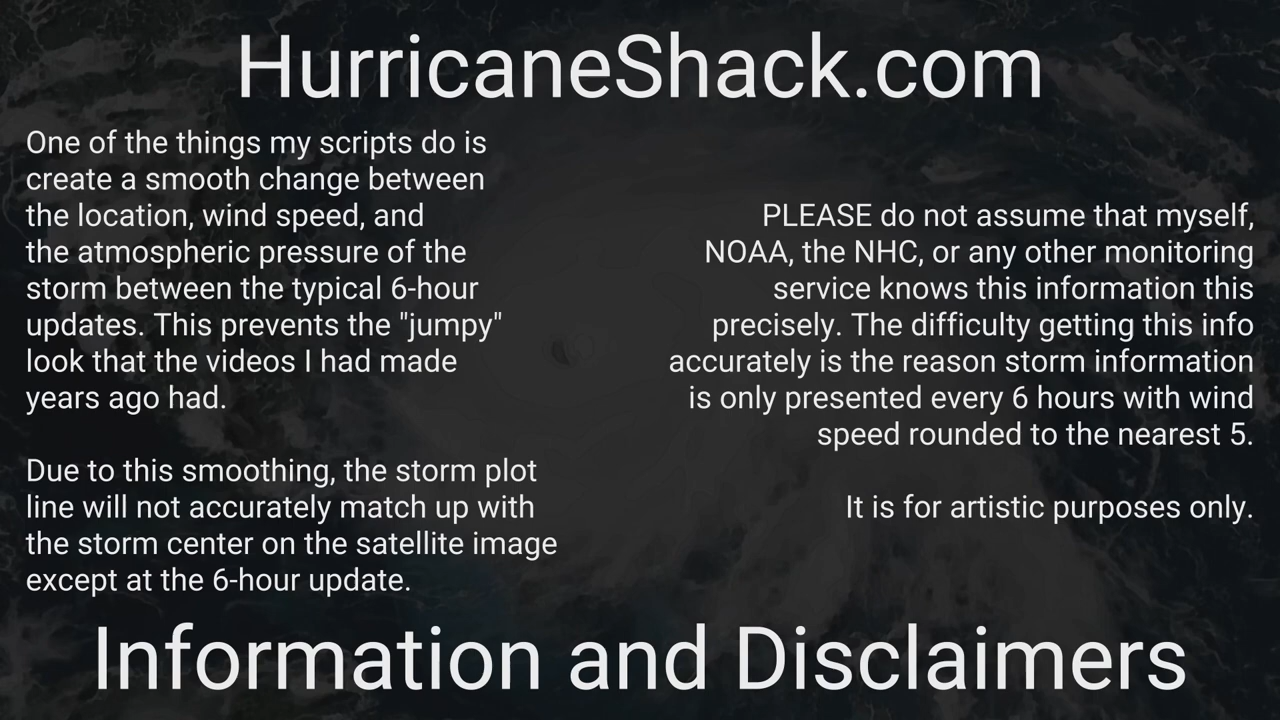 HurricaneShack.com
One of the things my scripts do is
create a smooth change between
the location, wind speed, and
the atmospheric pressure of the
storm between the typical 6-hour
updates. This prevents the "jumpy"
look that the videos I had made
years ago had.
Due to this smoothing, the storm plot
line will not accurately match up with
the storm center on the satellite image
except at the 6-hour update.
PLEASE do not assume that myself,
NOAA, the NHC, or any other monitoring
service knows this information this
precisely. The difficulty getting this info
accurately is the reason storm information
is only presented every 6 hours with wind
speed rounded to the nearest 5.
It is for artistic purposes only.
Information and Disclaimers